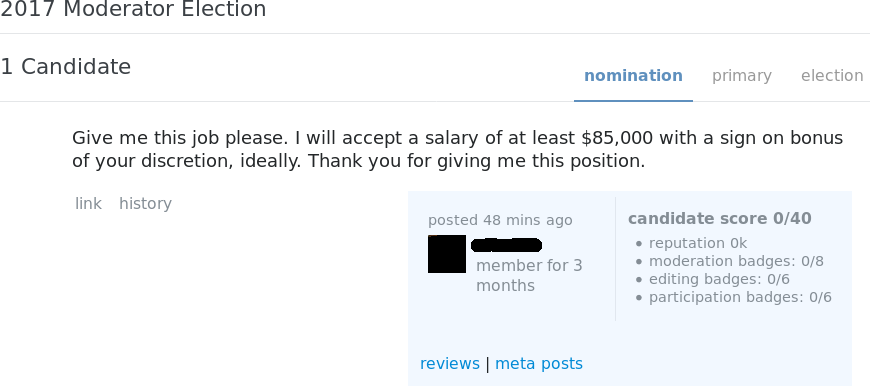 2017 Moderator Election
1 Candidate
nomination primary election
Give me this job please. I will accept a salary of at least $85,000 with a sign on bonus
of your discretion, ideally. Thank you for giving me this position.
link history
posted 48 mins ago
member for 3
months
candidate score 0/40
reputation 0k
moderation badges: 0/8
editing badges: 0/6
participation badges: 0/6
reviews | meta posts